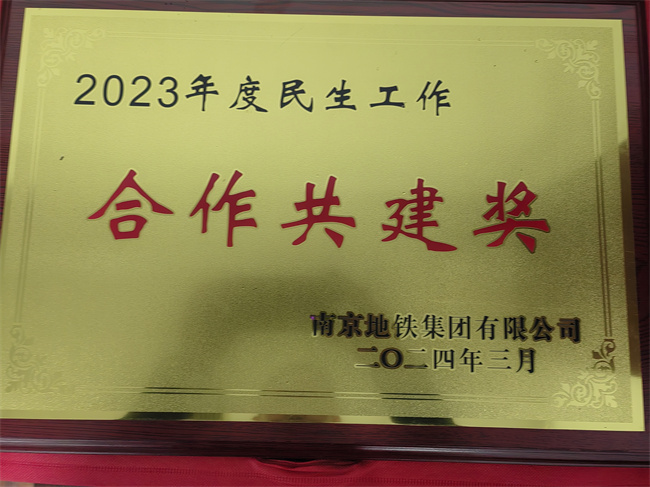 2023年度民生工作
合作共建奖
南京地铁集团有限公司
二〇二四年三月